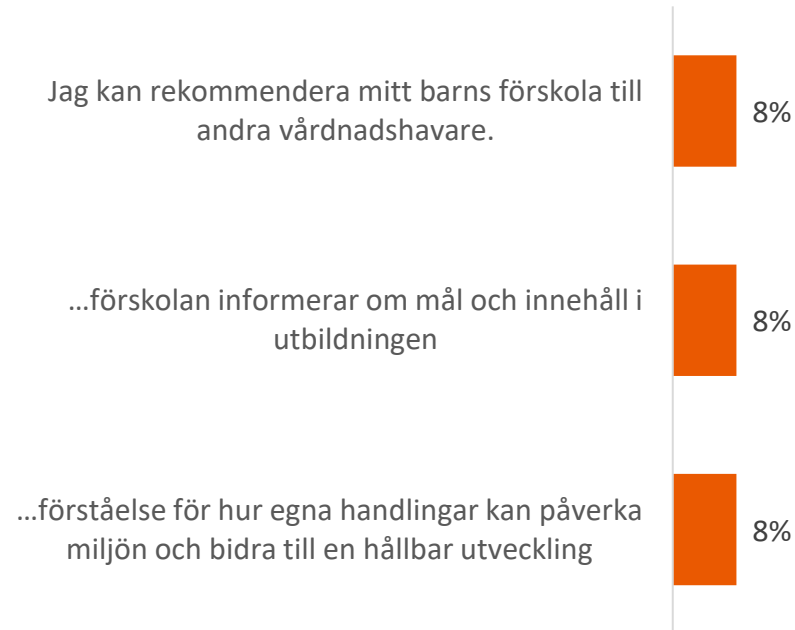 Jag kan rekommendera mitt barns förskola till
andra vårdnadshavare.
8%
...förskolan informerar om mål och innehåll i
utbildningen
8%
...förståelse för hur egna handlingar kan påverka
miljön och bidra till en hållbar utveckling
8%